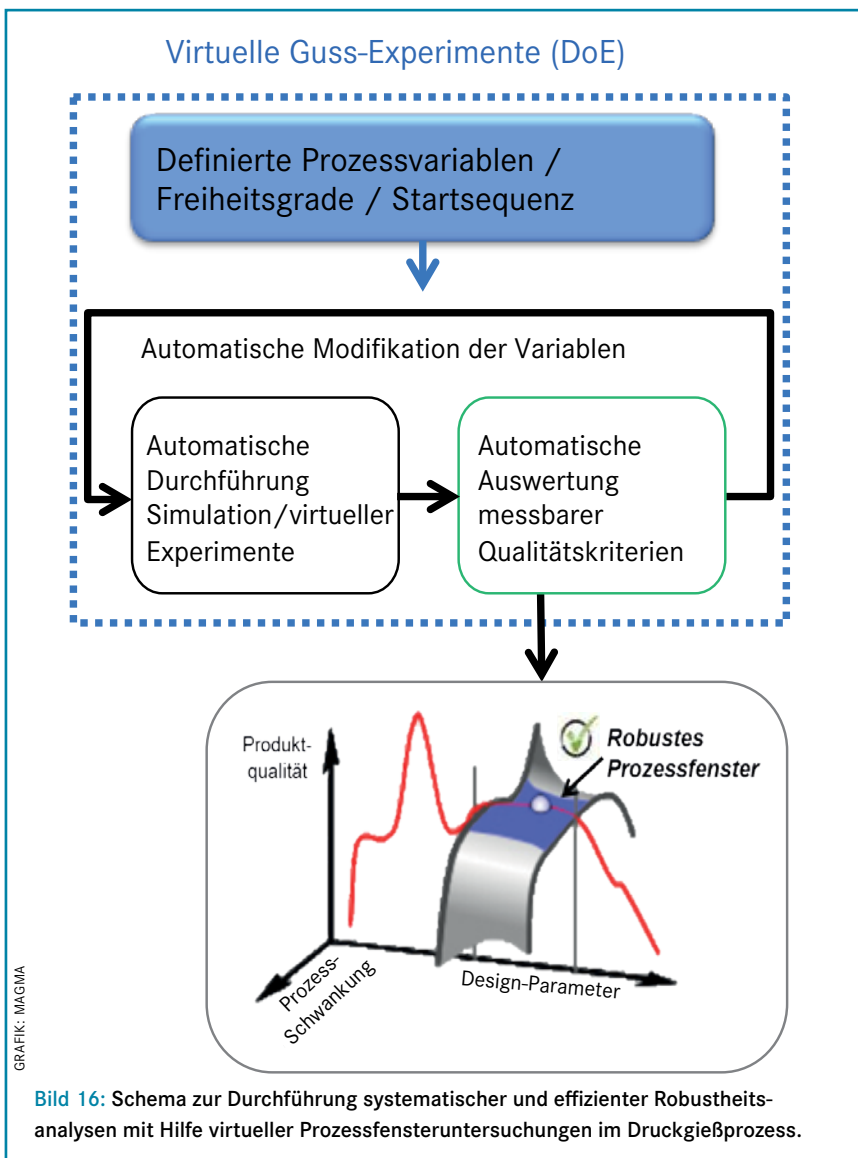 Virtuelle Guss-Experimente (DoE)
Definierte Prozessvariablen /
Freiheitsgrade / Startsequenz
Automatische Modifikation der Variablen
Automatische
Durchführung
Simulation/virtueller
Experimente
Automatische
Auswertung
messbarer
Qualitätskriterien
Produkt-
qualität
Robustes
Prozessfenster
Prozess-
Schwankung
Design-Parameter
GRAFIK: MAGMA
Bild 16: Schema zur Durchführung systematischer und effizienter Robustheits-
analysen mit Hilfe virtueller Prozessfensteruntersuchungen im Druckgießprozess.